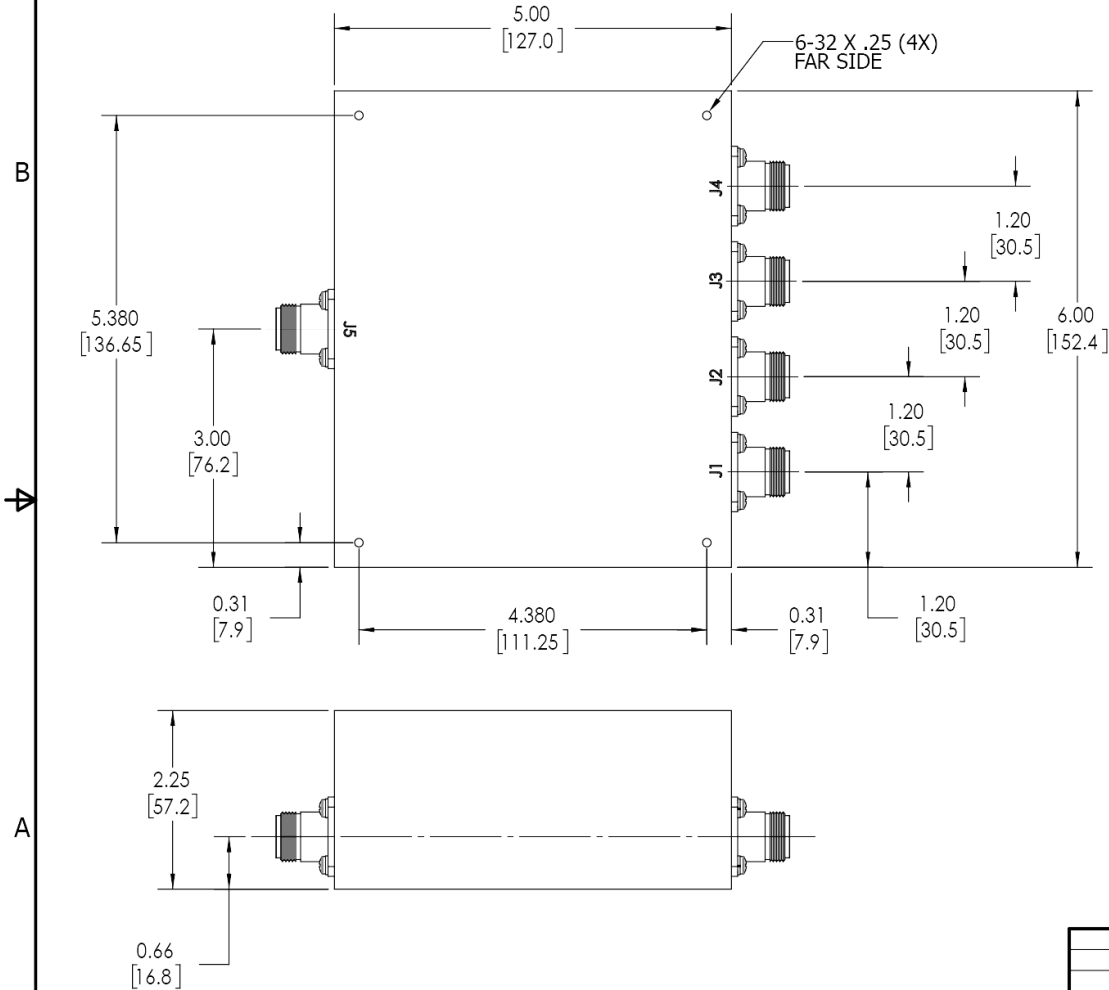 5.00
[127.0]
6-32 X .25 (4X)
FAR SIDE
B
J4
1.20
[30.5]
J3
5.380
[136.65]
J5
1.20
[30.5]
6.00
[152.4]
J2
3.00
[76.2]
1.20
[30.5]
J1
0.31
[7.9]
4.380
[111.25]
0.31
[7.9]
1.20
[30.5]
2.25
[57.2]
A
0.66
[16.8]